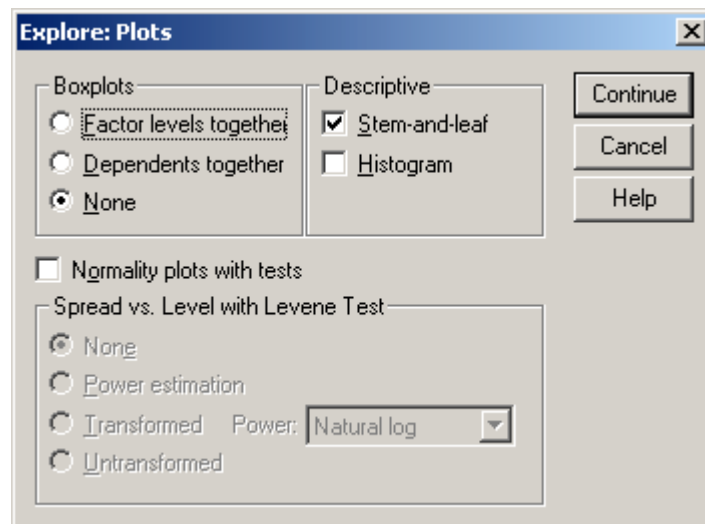 Explore: Plots
Boxplots
Factor levels together
Dependents together
None
Descriptive
Stem-and-leaf
Histogram
Continue
Cancel
Help
Normality plots with tests
Spread vs. Level with Levene Test
None
Power estimation
Transformed Power: Natural log
Untransformed